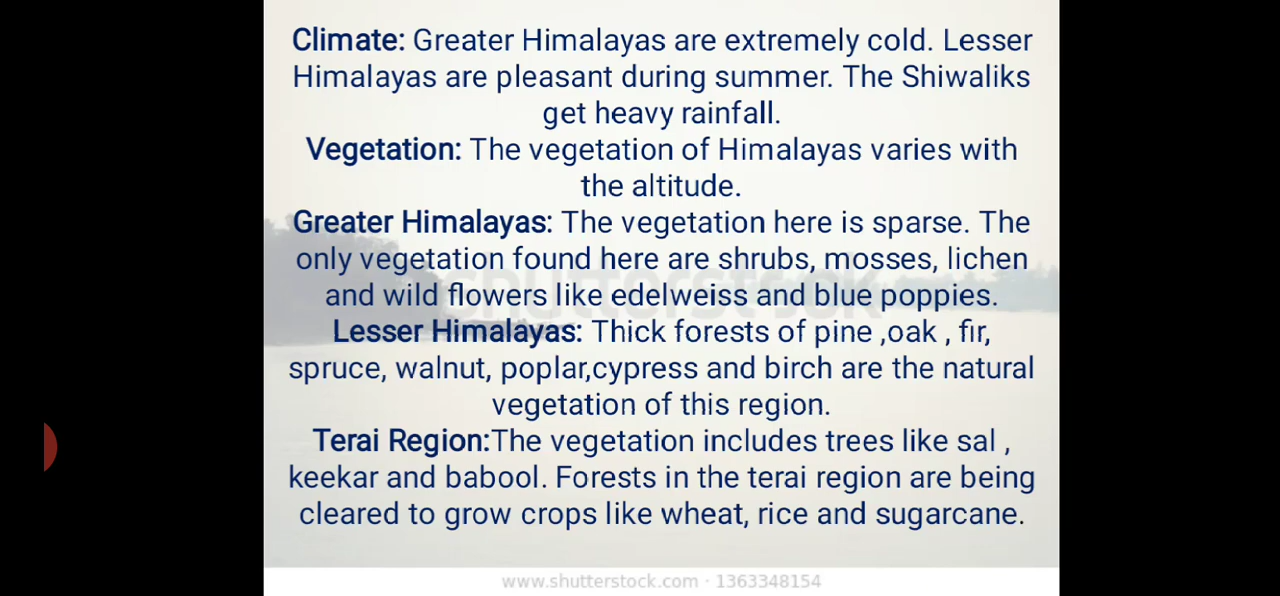 Climate: Greater Himalayas are extremely cold. Lesser
Himalayas are pleasant during summer. The Shiwaliks
get heavy rainfall.
Vegetation: The vegetation of Himalayas varies with
the altitude.
Greater Himalayas: The vegetation here is sparse. The
only vegetation found here are shrubs, mosses, lichen
and wild flowers like edelweiss and blue poppies.
Lesser Himalayas: Thick forests of pine ,oak , fir,
spruce, walnut, poplar,cypress and birch are the natural
vegetation of this region.
Terai Region:The vegetation includes trees like sal ,
keekar and babool. Forests in the terai region are being
cleared to grow crops like wheat, rice and sugarcane.
shutterstock
www.shutterstock.com · 1363348154